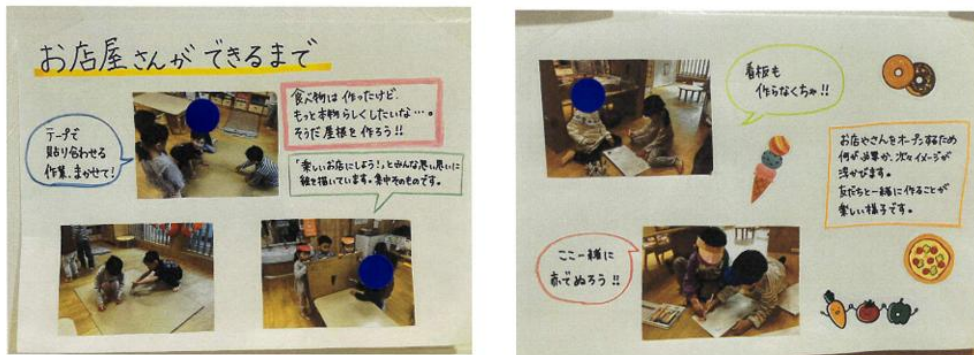 お店屋さんができるまで
食べ物は作ったけど、
もっと本物らしくしたいな…。
そうだ屋根を作ろう!!
テープで
貼り合わせる
作業、まかせて!
「楽しいお店にしよう!」とみんな思い思いに
絵を描いています。集中そのものです。
看板も
作らなくちゃ!!
お店やさんをオープンするため
何が必要か、次々イメージが
浮かびます。
友だちと一緒に作ることが
楽しい様子です。
ここ一緒に
赤でぬろう!!